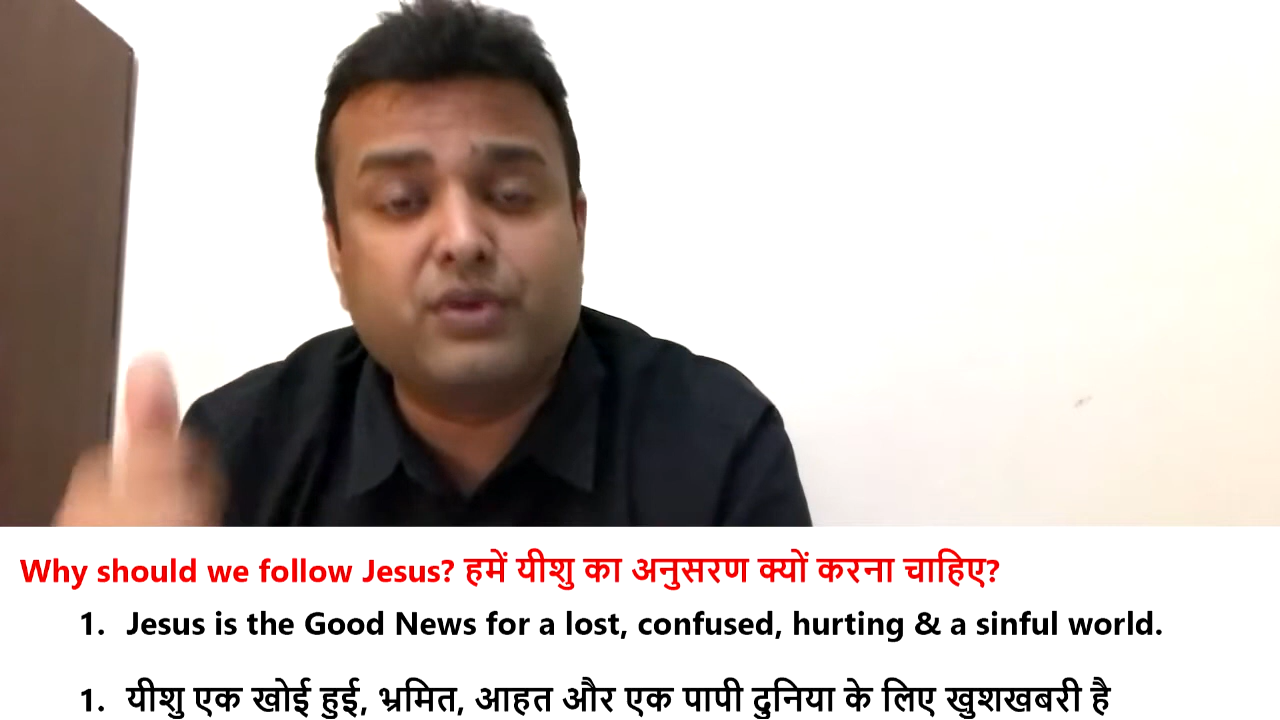 Why should we follow Jesus? हमें यीशु का अनुसरण क्यों करना चाहिए?
1. Jesus is the Good News for a lost, confused, hurting & a sinful world.
1. यीशु एक खोई हुई, भ्रमित, आहत और एक पापी दुनिया के लिए खुशखबरी है